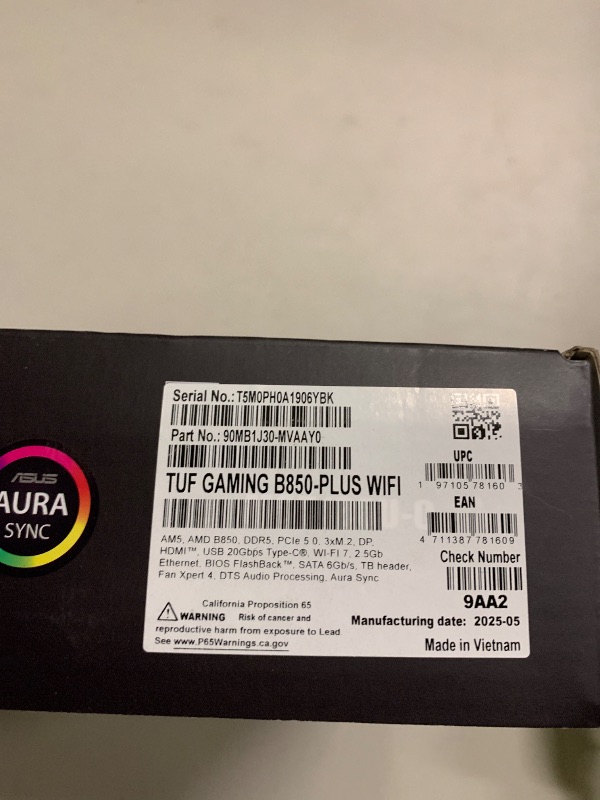 Serial No.: T5M0PH0A1906YBK
Part No.: 90MB1J30-MVAAY0
UPC
1 97105 78160 3
TUF GAMING B850-PLUS WIFI
EAN
4 711387 781609
ASUS
AURA
SYNC
AM5, AMD B850, DDR5, PCIe 5.0, 3xM.2, DP,
HDMI™, USB 20Gbps Type-C®, WI-FI 7, 2.5Gb
Ethernet, BIOS FlashBack™, SATA 6Gb/s, TB header,
Fan Xpert 4, DTS Audio Processing, Aura Sync
Check Number
9AA2
California Proposition 65
WARNING Risk of cancer and
reproductive harm from exposure to Lead.
See www.P65Warnings.ca.gov
Manufacturing date: 2025-05
Made in Vietnam